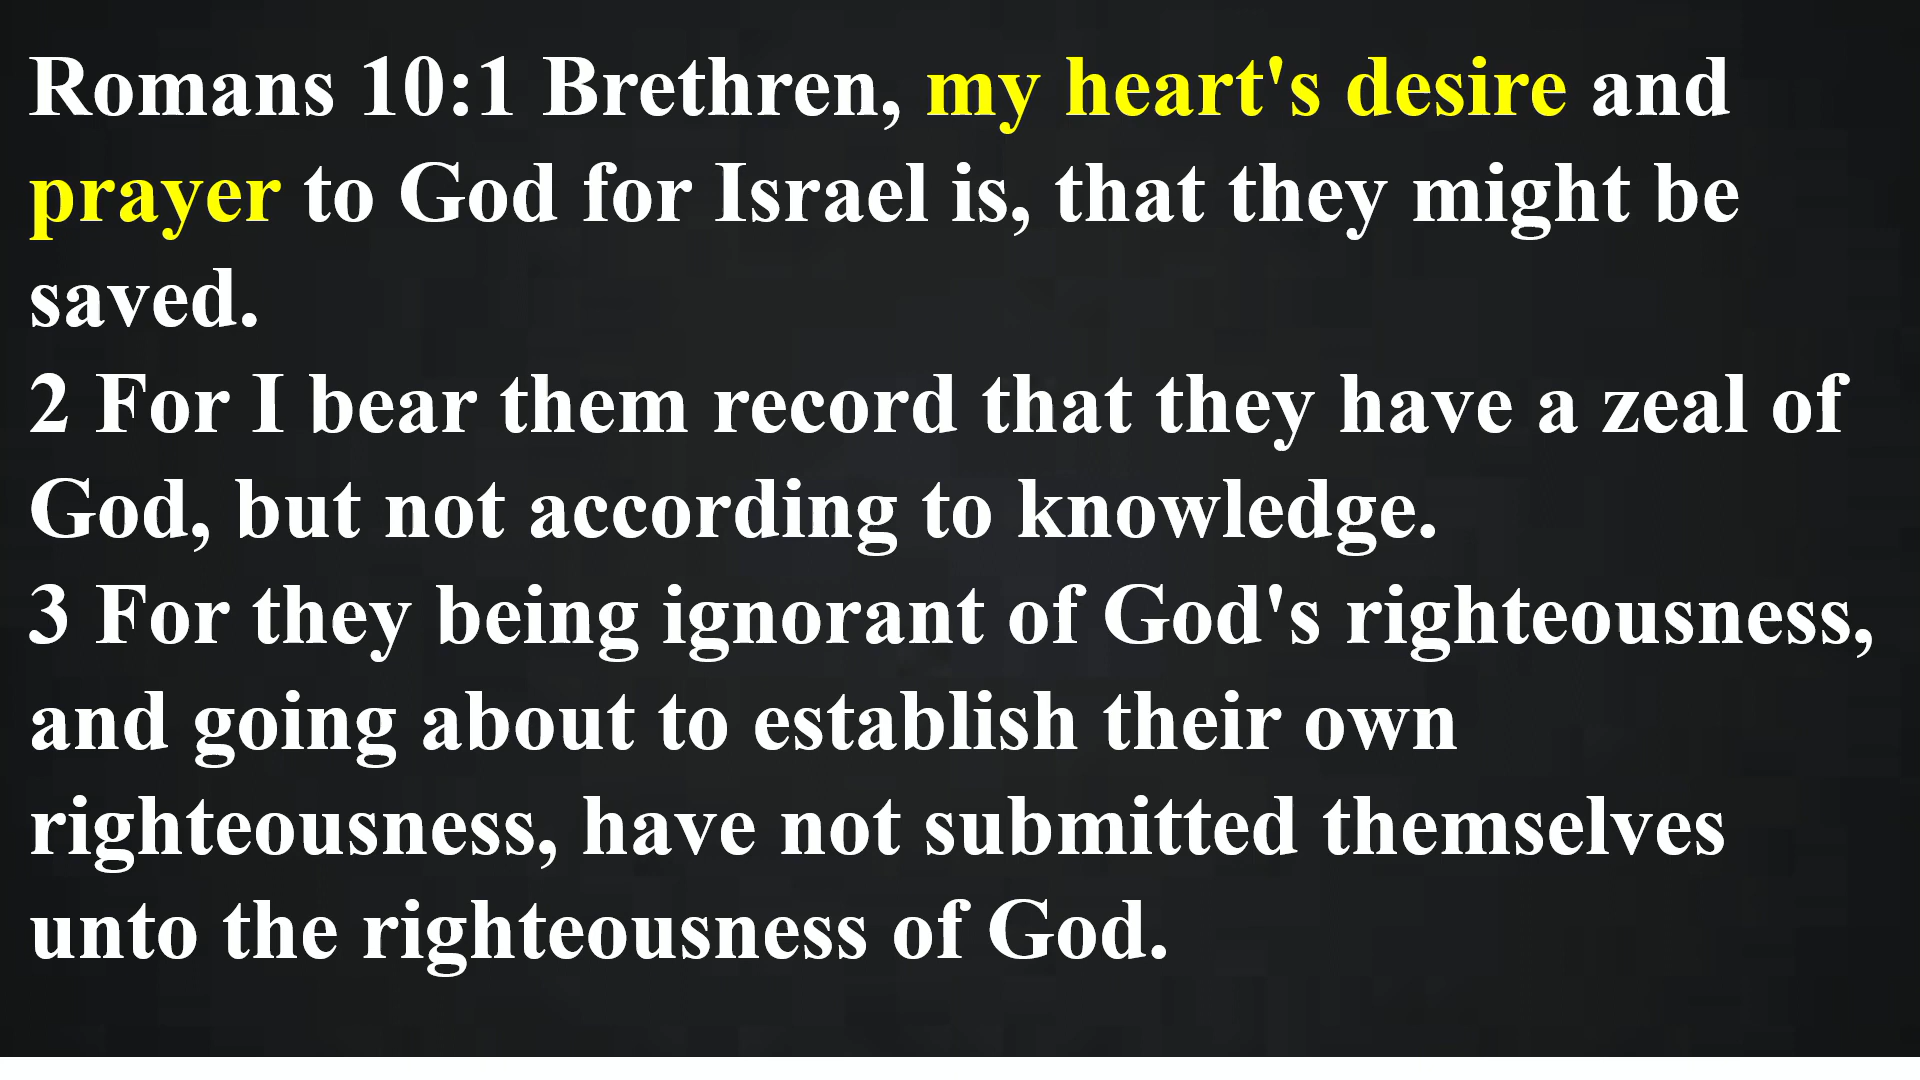 Romans 10:1 Brethren, my heart's desire and
prayer to God for Israel is, that they might be
saved.
2 For I bear them record that they have a zeal of
God, but not according to knowledge.
3 For they being ignorant of God's righteousness,
and going about to establish their own
righteousness, have not submitted themselves
unto the righteousness of God.